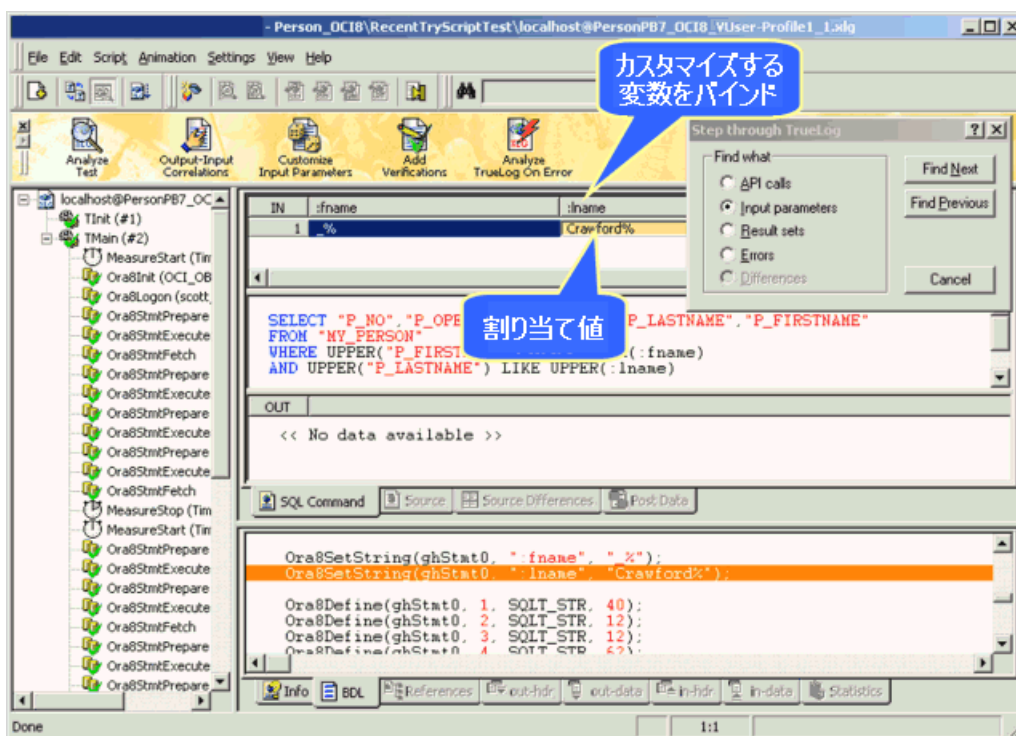 - Person_OCI8\RecentTryScriptTest\localhost@PersonPB7_OCI8_VUser-Profile1_1.xlg
File Edit Script Animation Settings View Help
カスタマイズする
変数をバインド
Analyze
Test
Output-Input
Correlations
Customize
Input Parameters
Add
Verifications
Analyze
TrueLog On Error
Step through TrueLog
Find what
API calls
Input parameters
Result sets
Errors
Differences
Find Next
Find Previous
Cancel
localhost@PersonPB7_OC
TInit (#1)
TMain (#2)
MeasureStart (Tim
Ora8Init (OCI_OB
Ora8Logon (scott,
Ora8StmtPrepare
Ora8StmtExecute
Ora8StmtFetch
Ora8StmtPrepare
Ora8StmtExecute
Ora8StmtPrepare
Ora8StmtExecute
Ora8StmtPrepare
Ora8StmtExecute
Ora8StmtFetch
MeasureStop (Tim
MeasureStart (Tim
Ora8StmtPrepare
Ora8StmtExecute
Ora8StmtPrepare
Ora8StmtExecute
Ora8StmtFetch
Ora8StmtPrepare
Ora8StmtExecute
Ora8StmtPrepare
IN :fname :lname
1 _% Crawford%
割り当て値
SELECT "P_NO","P_OPE P_LASTNAME","P_FIRSTNAME"
FROM "MY_PERSON"
WHERE UPPER("P_FIRST (:fname)
AND UPPER("P_LASTNAME") LIKE UPPER(:lname)
OUT
<< No data available >>
SQL Command Source Source Differences Post Data
Ora8SetString(ghStmt0, ":fname", "_%");
Ora8SetString(ghStmt0, ":lname", "Crawford%");
Ora8Define(ghStmt0, 1, SQLT_STR, 40);
Ora8Define(ghStmt0, 2, SQLT_STR, 12);
Ora8Define(ghStmt0, 3, SQLT_STR, 12);
Ora8Define(ghStmt0, 4, SQLT_STR, 62);
Info BDL References out-hdr out-data in-hdr in-data Statistics
Done 1:1